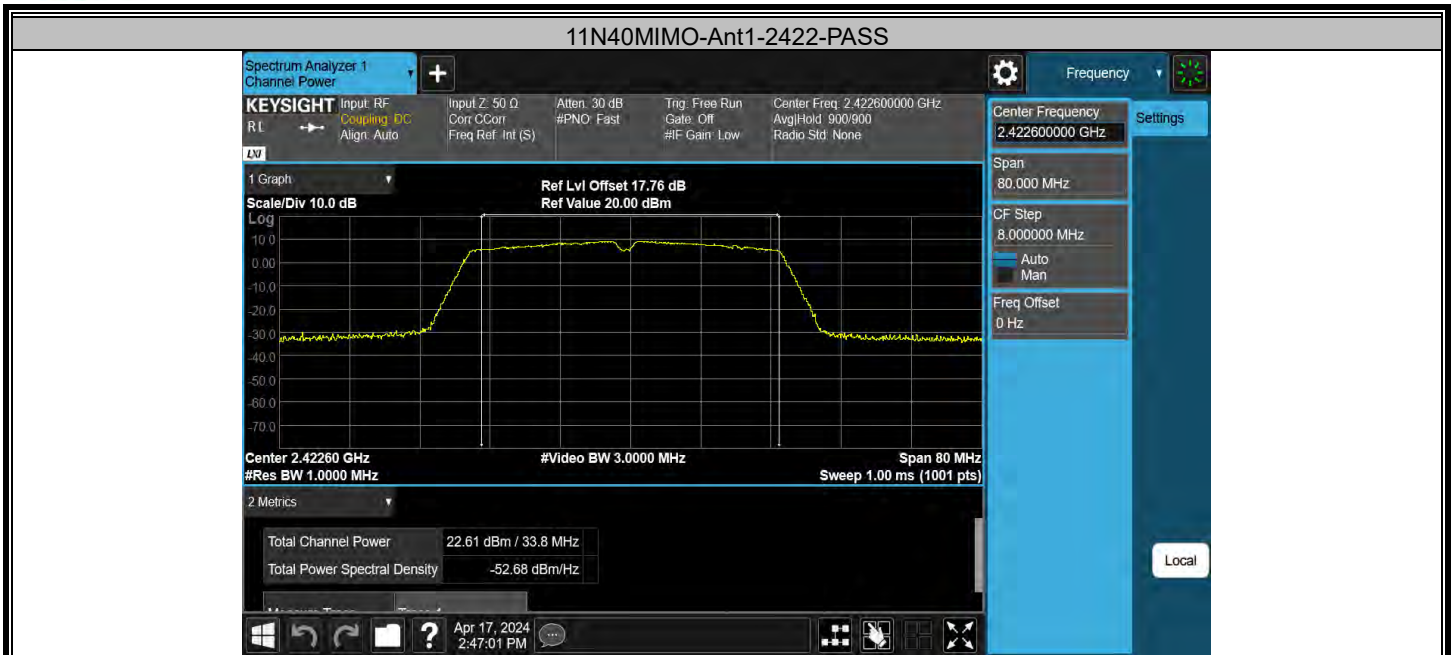 11N40MIMO-Ant1-2422-PASS
Spectrum Analyzer 1
Channel Power
Frequency
KEYSIGHT
RL
LXI
Input: RF
Coupling: DC
Align: Auto
Input Z: 50 Ω
Corr CCorr
Freq Ref: Int (S)
Atten: 30 dB
#PNO: Fast
Trig: Free Run
Gate: Off
#IF Gain: Low
Center Freq: 2.422600000 GHz
Avg|Hold: 900/900
Radio Std: None
Center Frequency
2.422600000 GHz
Settings
Span
80.000 MHz
CF Step
8.000000 MHz
Auto
Man
Freq Offset
0 Hz
1 Graph
Scale/Div 10.0 dB
Ref Lvl Offset 17.76 dB
Ref Value 20.00 dBm
Log
10.0
0.00
-10.0
-20.0
-30.0
-40.0
-50.0
-60.0
-70.0
Center 2.42260 GHz
#Res BW 1.0000 MHz
#Video BW 3.0000 MHz
Span 80 MHz
Sweep 1.00 ms (1001 pts)
2 Metrics
Total Channel Power 22.61 dBm / 33.8 MHz
Total Power Spectral Density -52.68 dBm/Hz
Local
?
Apr 17, 2024
2:47:01 PM